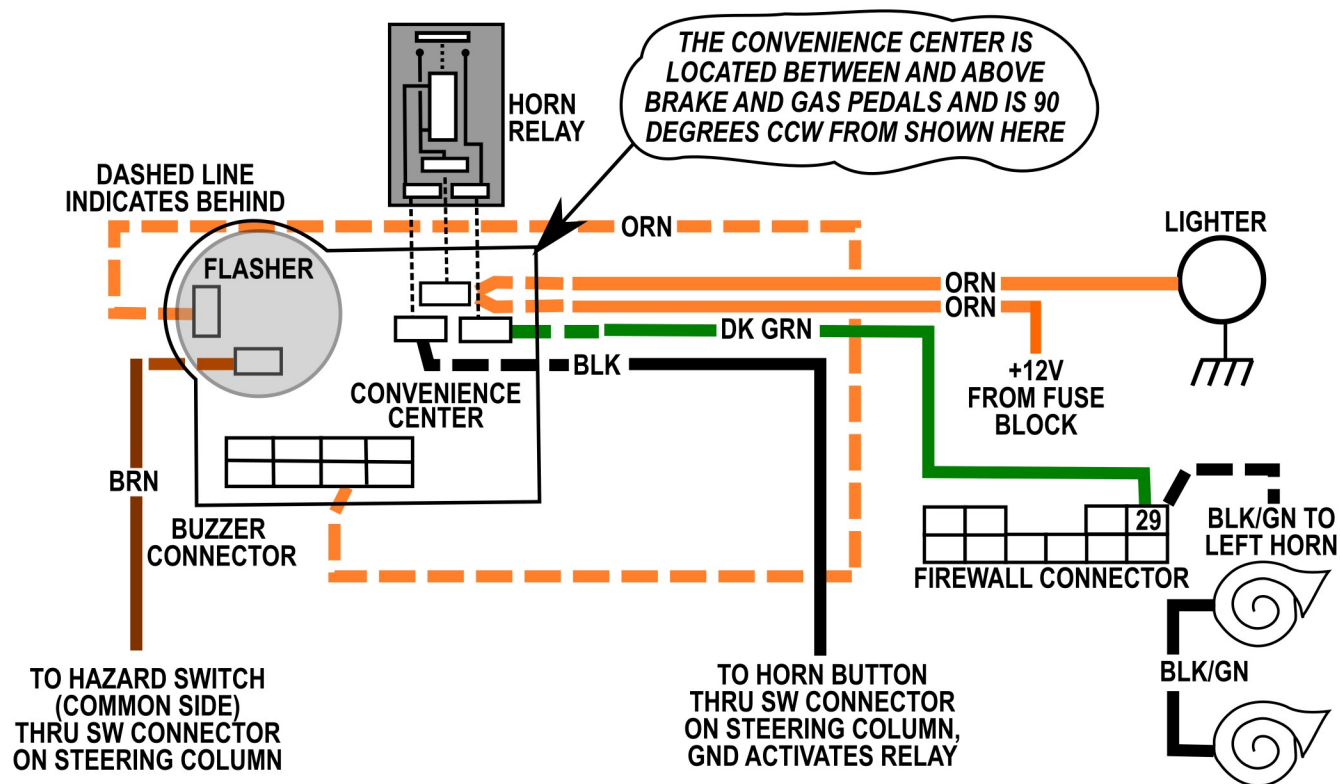 THE CONVENIENCE CENTER IS
LOCATED BETWEEN AND ABOVE
BRAKE AND GAS PEDALS AND IS 90
DEGREES CCW FROM SHOWN HERE
HORN
RELAY
DASHED LINE
INDICATES BEHIND
ORN
LIGHTER
FLASHER
ORN
ORN
DK GRN
BLK
+12V
FROM FUSE
BLOCK
CONVENIENCE
CENTER
BRN
BUZZER
CONNECTOR
29
BLK/GN TO
LEFT HORN
FIREWALL CONNECTOR
BLK/GN
TO HAZARD SWITCH
(COMMON SIDE)
THRU SW CONNECTOR
ON STEERING COLUMN
TO HORN BUTTON
THRU SW CONNECTOR
ON STEERING COLUMN,
GND ACTIVATES RELAY